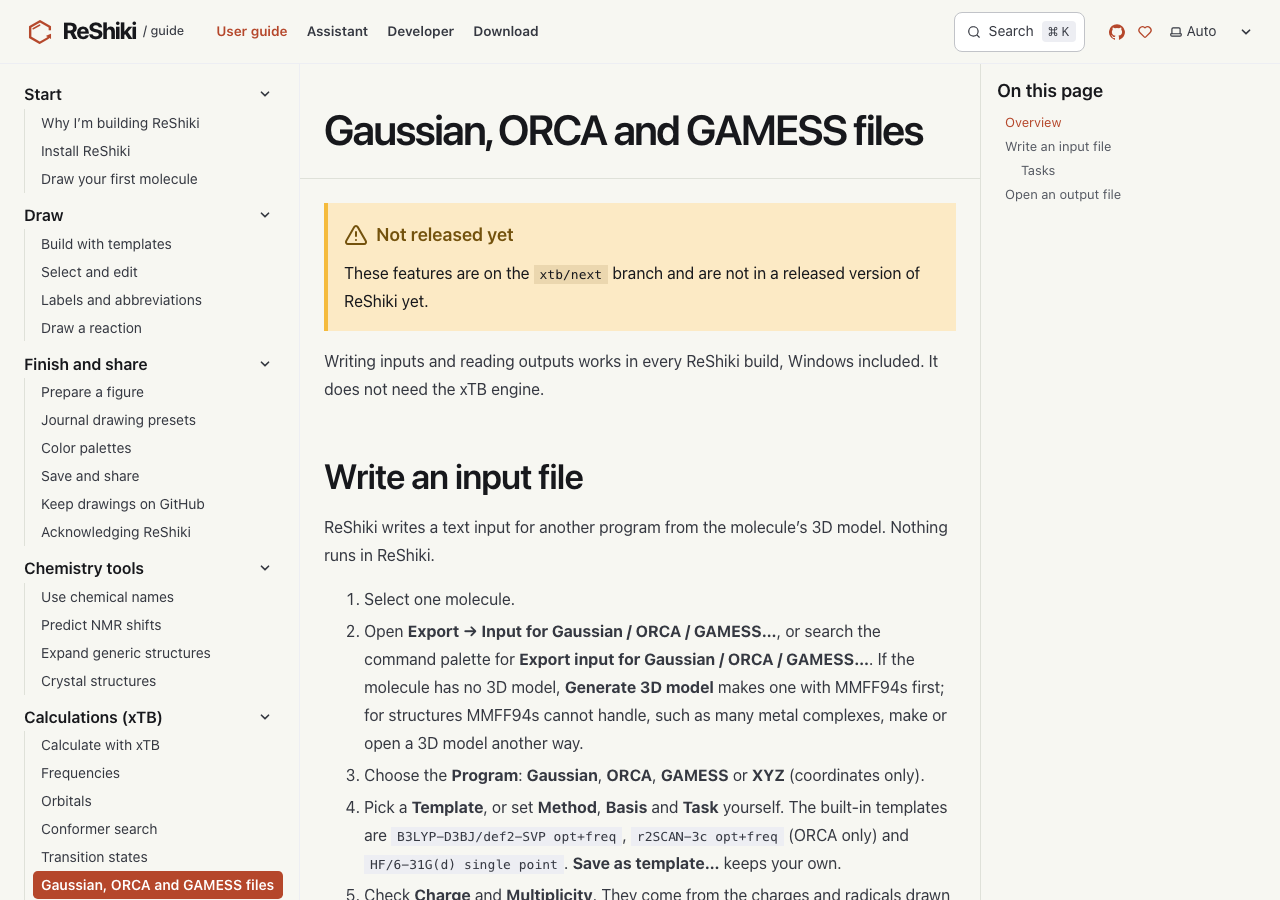 ReShiki / guide
User guide
Assistant
Developer
Download
Search ⌘ K
Auto
Start
Why I’m building ReShiki
Install ReShiki
Draw your first molecule
Draw
Build with templates
Select and edit
Labels and abbreviations
Draw a reaction
Finish and share
Prepare a figure
Journal drawing presets
Color palettes
Save and share
Keep drawings on GitHub
Acknowledging ReShiki
Chemistry tools
Use chemical names
Predict NMR shifts
Expand generic structures
Crystal structures
Calculations (xTB)
Calculate with xTB
Frequencies
Orbitals
Conformer search
Transition states
Gaussian, ORCA and GAMESS files
Gaussian, ORCA and GAMESS files
Not released yet
These features are on the xtb/next branch and are not in a released version of
ReShiki yet.
Writing inputs and reading outputs works in every ReShiki build, Windows included. It
does not need the xTB engine.
Write an input file
ReShiki writes a text input for another program from the molecule’s 3D model. Nothing
runs in ReShiki.
1. Select one molecule.
2. Open Export → Input for Gaussian / ORCA / GAMESS…, or search the
command palette for Export input for Gaussian / ORCA / GAMESS…. If the
molecule has no 3D model, Generate 3D model makes one with MMFF94s first;
for structures MMFF94s cannot handle, such as many metal complexes, make or
open a 3D model another way.
3. Choose the Program: Gaussian, ORCA, GAMESS or XYZ (coordinates only).
4. Pick a Template, or set Method, Basis and Task yourself. The built-in templates
are B3LYP-D3BJ/def2-SVP opt+freq, r2SCAN-3c opt+freq (ORCA only) and
HF/6-31G(d) single point. Save as template… keeps your own.
5. Check Charge and Multiplicity. They come from the charges and radicals drawn
On this page
Overview
Write an input file
Tasks
Open an output file